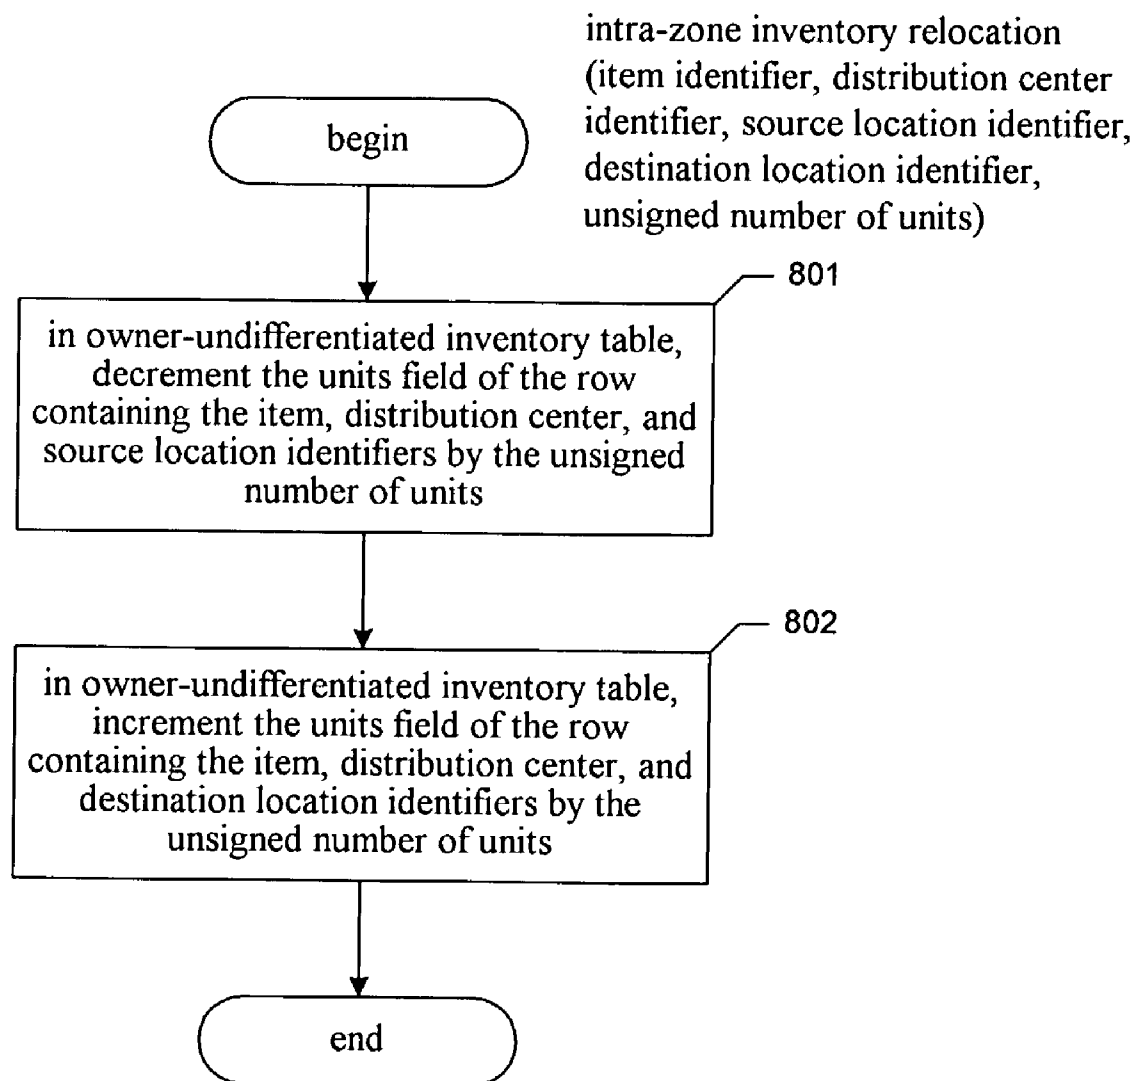 intra-zone inventory relocation
(item identifier, distribution center
identifier, source location identifier,
destination location identifier,
unsigned number of units)
begin
801
in owner-undifferentiated inventory table,
decrement the units field of the row
containing the item, distribution center, and
source location identifiers by the unsigned
number of units
802
in owner-undifferentiated inventory table,
increment the units field of the row
containing the item, distribution center, and
destination location identifiers by the
unsigned number of units
end